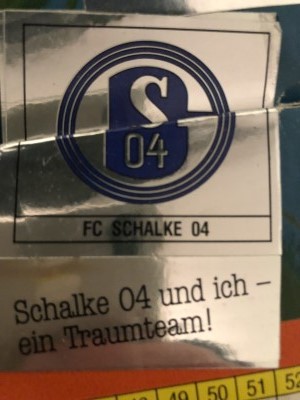 S
04
FC SCHALKE 04
Schalke 04 und ich –
ein Traumteam!
49 50 51 52